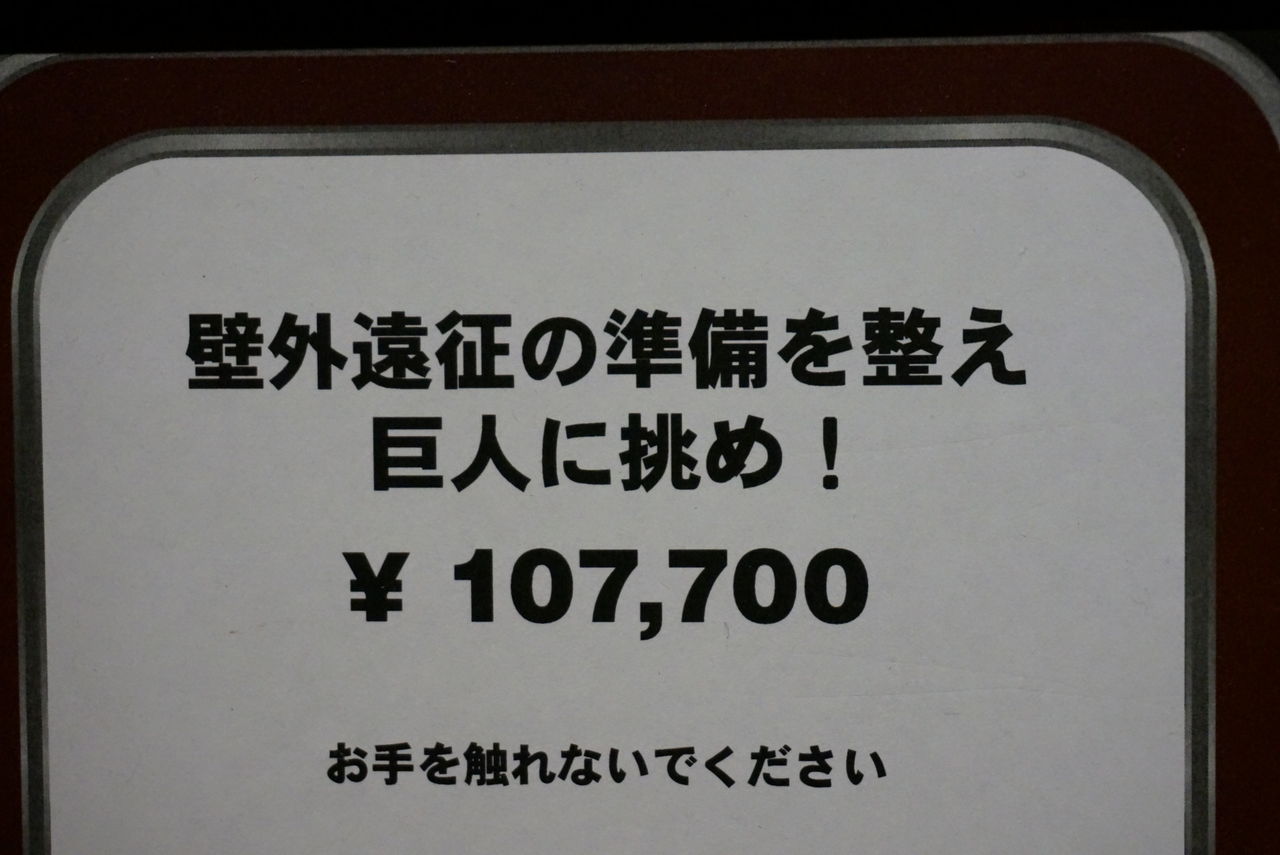 壁外遠征の準備を整え
巨人に挑め！
¥ 107,700
お手を触れないでください